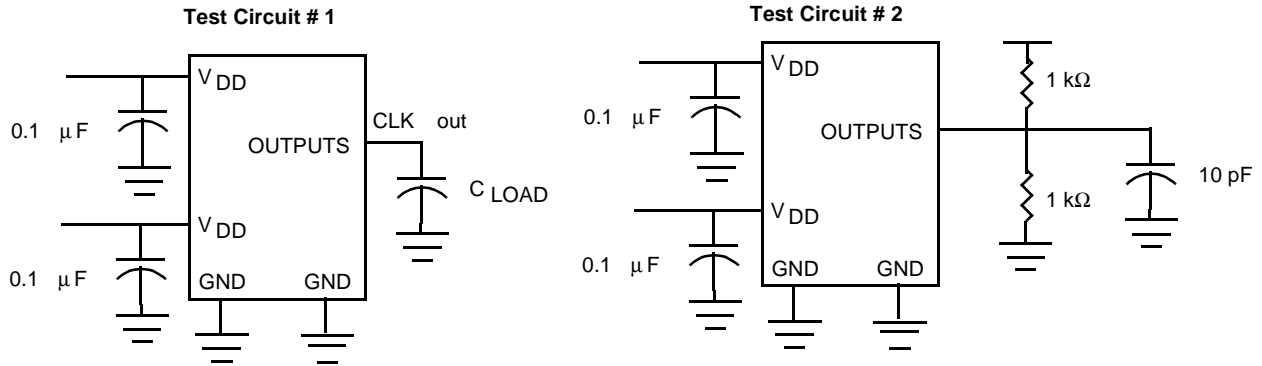 Test Circuit # 1
V DD
0.1 μF
CLK out
OUTPUTS
C LOAD
V DD
0.1 μF
GND GND
Test Circuit # 2
V DD
1 kΩ
0.1 μF
OUTPUTS
10 pF
1 kΩ
V DD
0.1 μF
GND GND